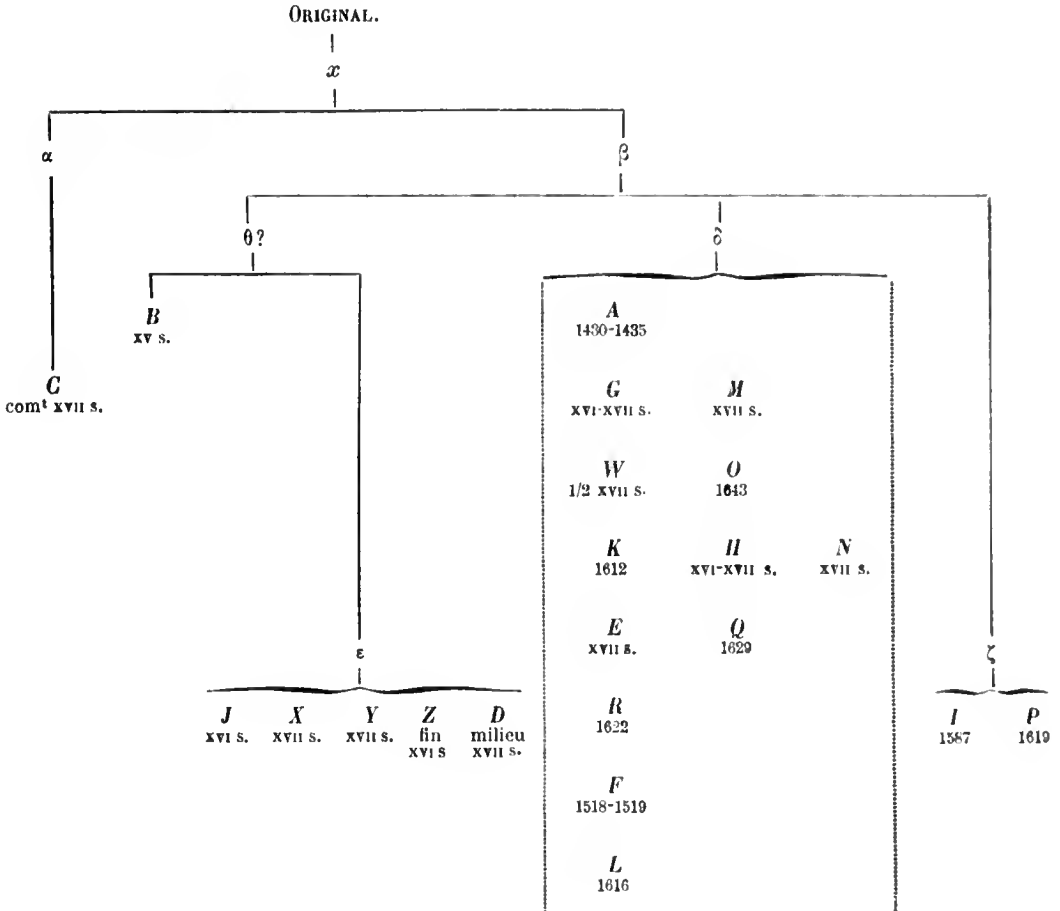 ORIGINAL.
x
α β
θ? δ
B
XV s.
A
1430-1435
C
comt XVII s.
G M
XVI-XVII s. XVII s.
W O
1/2 XVII s. 1643
K H N
1612 XVI-XVII s. XVII s.
E Q
XVII s. 1629
ε ζ
J X Y Z D
XVI s. XVII s. XVII s. fin milieu
XVI s XVII s.
R
1622
I P
1587 1619
F
1518-1519
L
1616